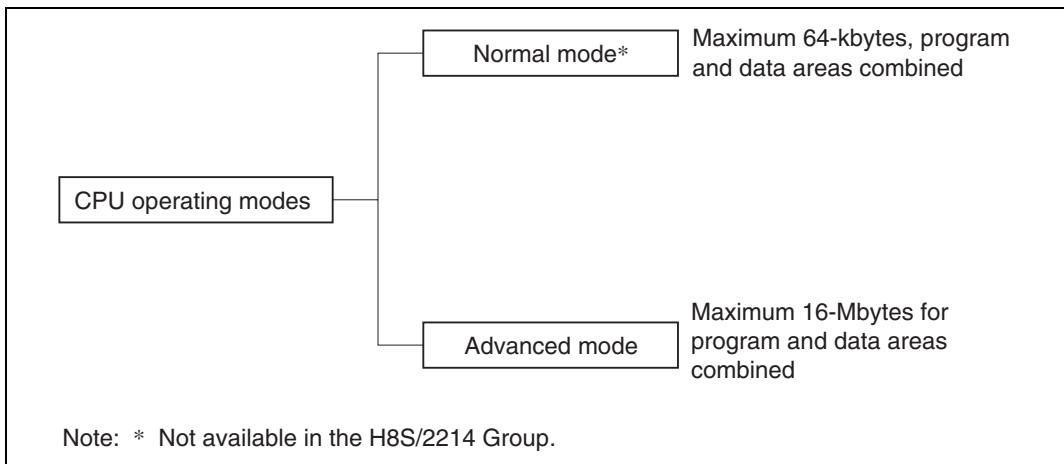 Normal mode*
Maximum 64-kbytes, program
and data areas combined
CPU operating modes
Advanced mode
Maximum 16-Mbytes for
program and data areas
combined
Note: * Not available in the H8S/2214 Group.